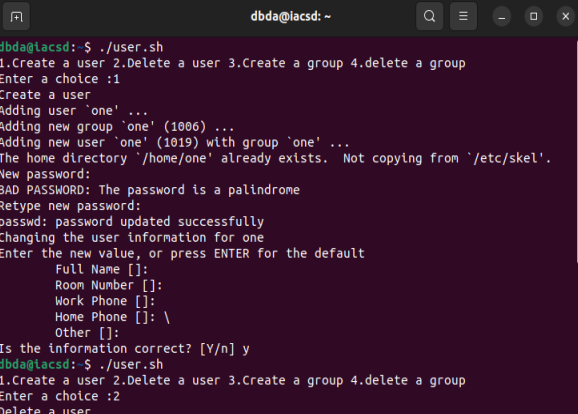 dbda@iacsd: ~
dbda@iacsd:~$ ./user.sh
1.Create a user 2.Delete a user 3.Create a group 4.delete a group
Enter a choice :1
Create a user
Adding user `one' ...
Adding new group `one' (1006) ...
Adding new user `one' (1019) with group `one' ...
The home directory `/home/one' already exists.  Not copying from `/etc/skel'.
New password:
BAD PASSWORD: The password is a palindrome
Retype new password:
passwd: password updated successfully
Changing the user information for one
Enter the new value, or press ENTER for the default
Full Name []:
Room Number []:
Work Phone []:
Home Phone []: \
Other []:
Is the information correct? [Y/n] y
dbda@iacsd:~$ ./user.sh
1.Create a user 2.Delete a user 3.Create a group 4.delete a group
Enter a choice :2
Delete a user